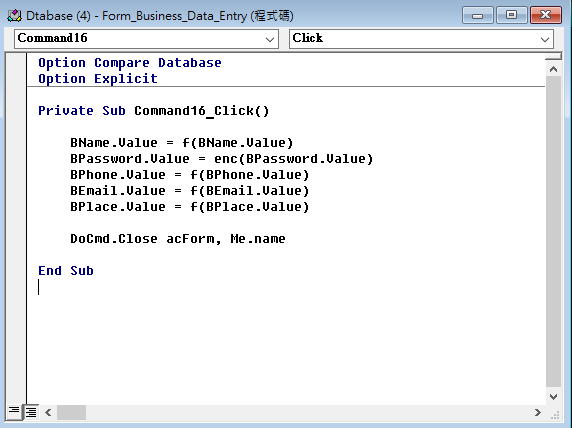 Dtabase (4) - Form_Business_Data_Entry (程式碼)
Command16 Click
Option Compare Database
Option Explicit
Private Sub Command16_Click()
BName.Value = f(BName.Value)
BPassword.Value = enc(BPassword.Value)
BPhone.Value = f(BPhone.Value)
BEmail.Value = f(BEmail.Value)
BPlace.Value = f(BPlace.Value)
DoCmd.Close acForm, Me.name
End Sub